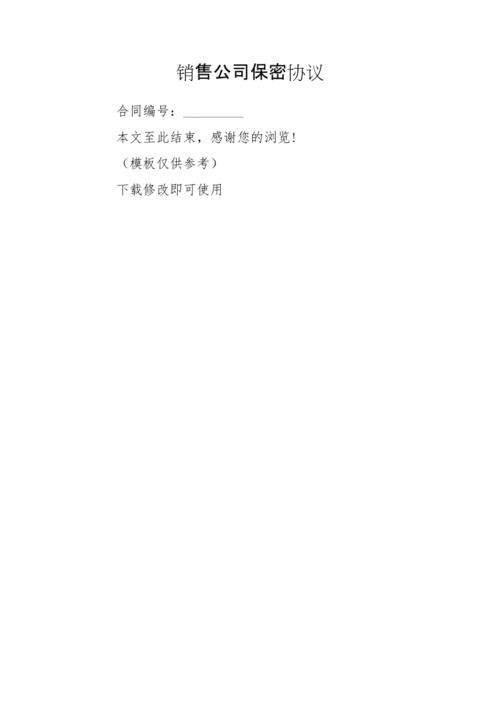 销售公司保密协议
合同编号：__________
本文至此结束，感谢您的浏览!
（模板仅供参考）
下载修改即可使用